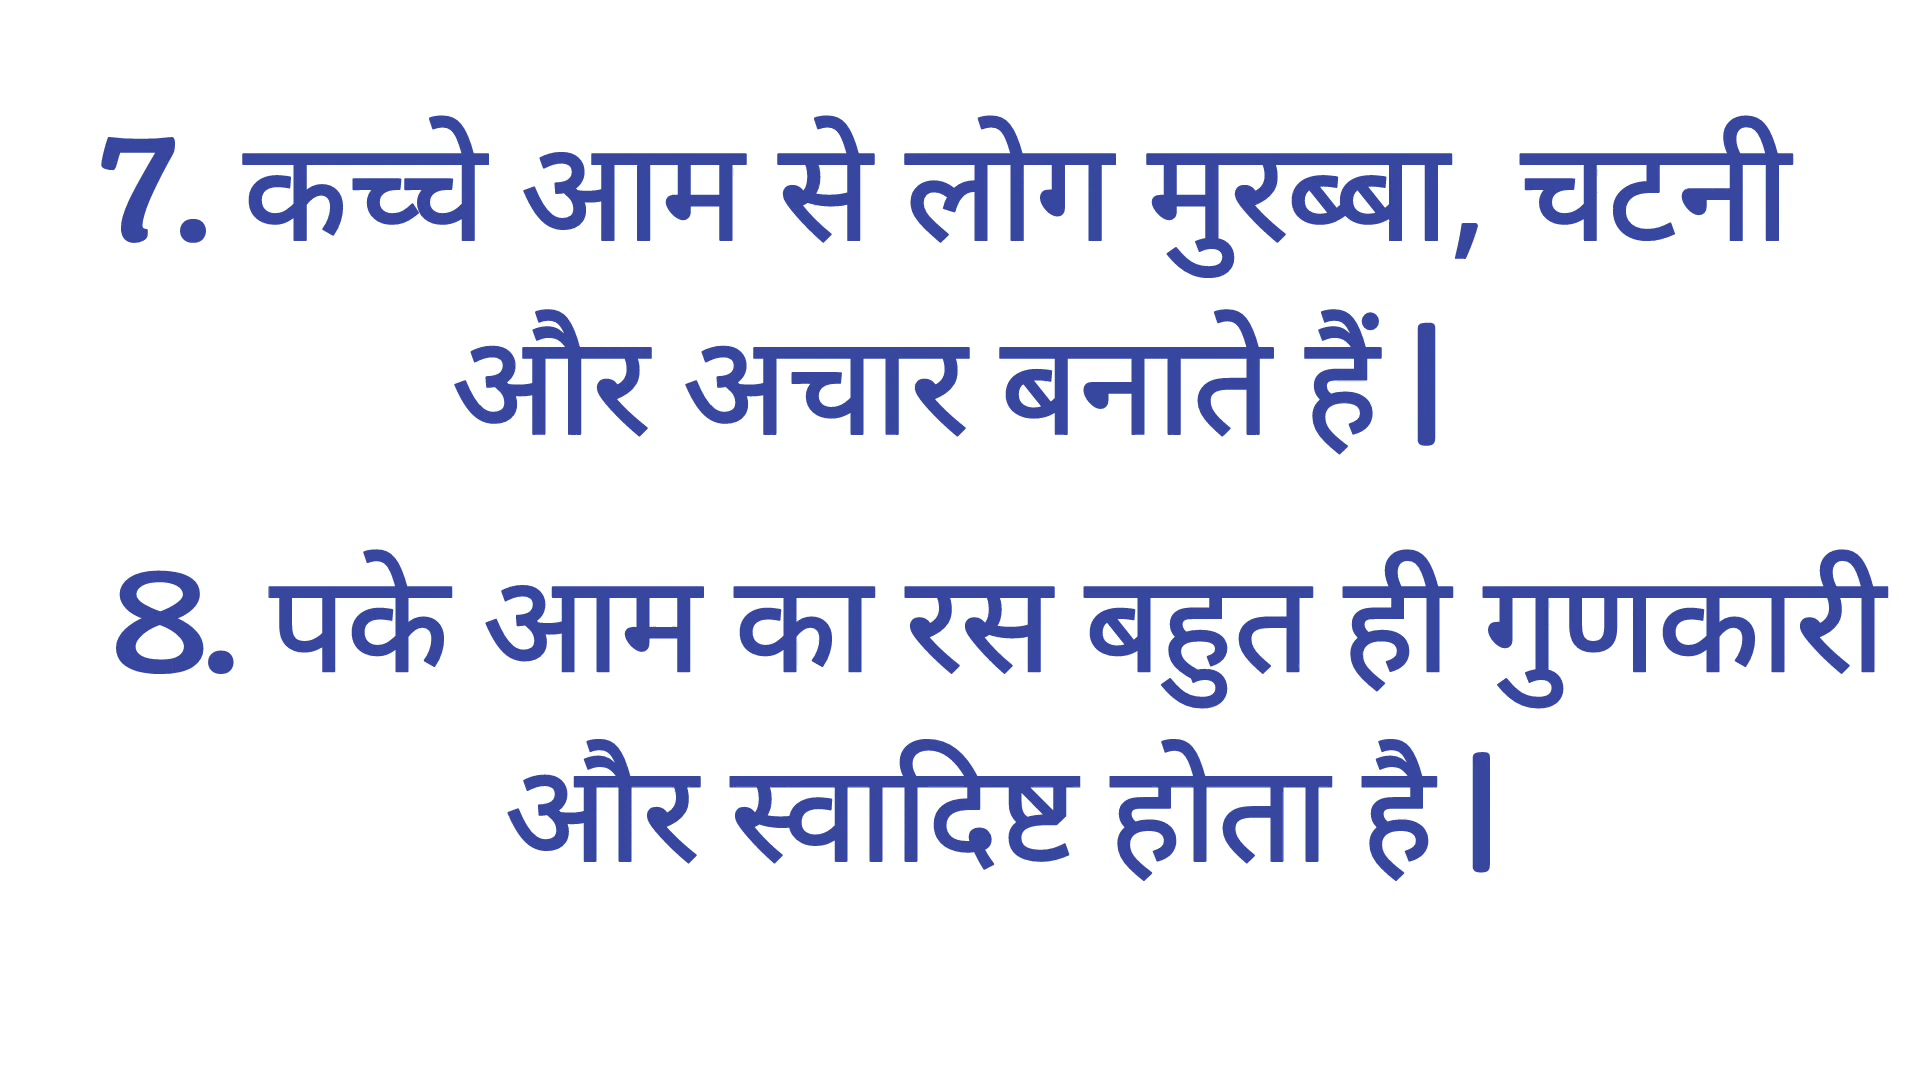 7. कच्चे आम से लोग मुरब्बा, चटनी
और अचार बनाते हैं |
8. पके आम का रस बहुत ही गुणकारी
और स्वादिष्ट होता है |